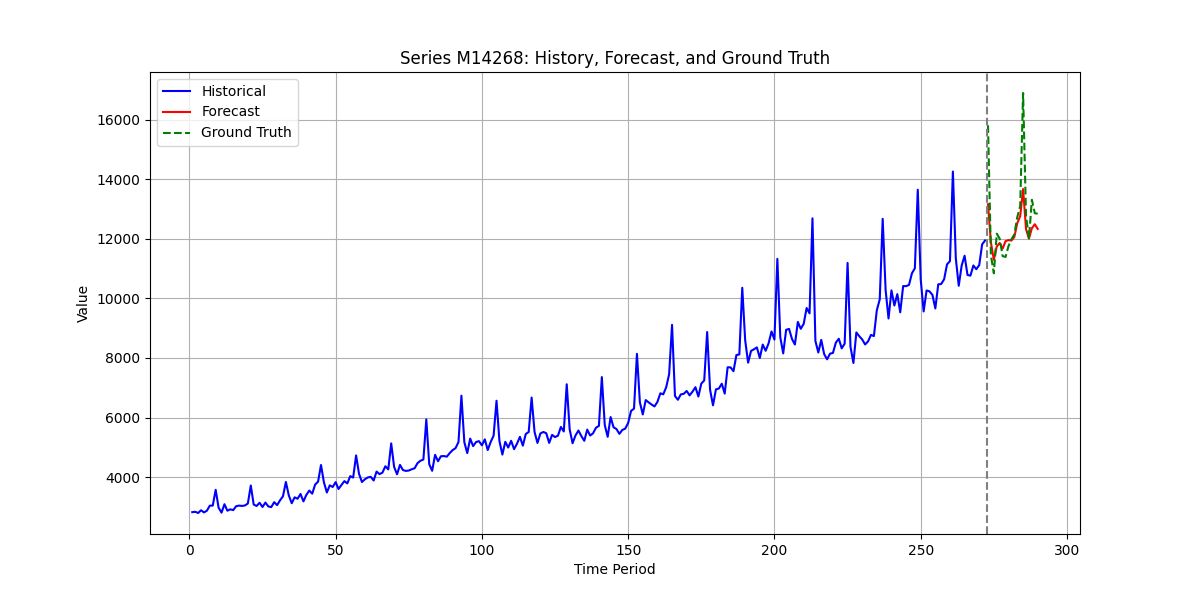 Series M14268: History, Forecast, and Ground Truth
Historical
Forecast
Ground Truth
16000
14000
12000
10000
8000
6000
4000
Value
0 50 100 150 200 250 300
Time Period